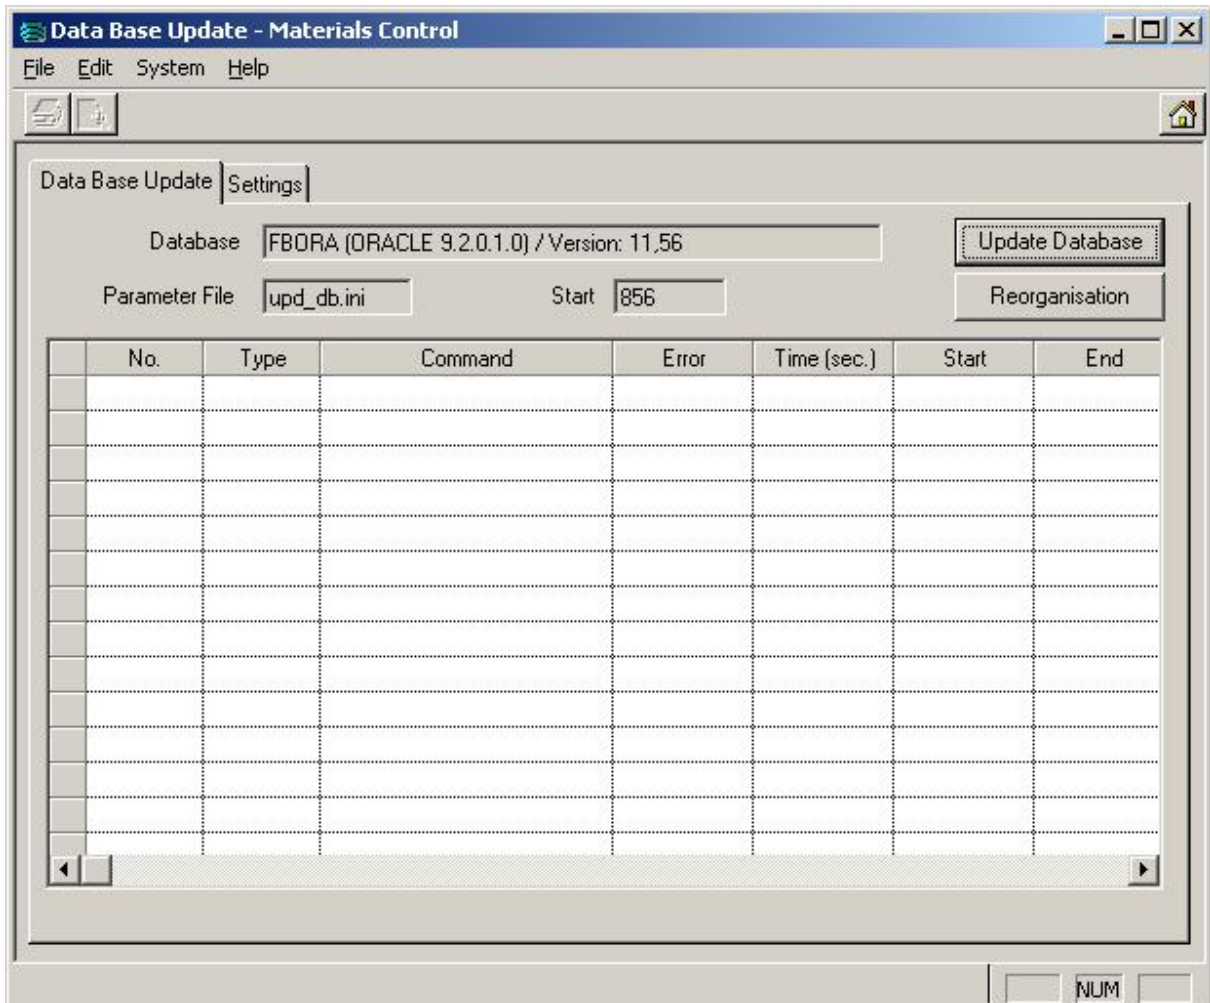 Data Base Update - Materials Control
File Edit System Help
Data Base Update Settings
Database FBORA (ORACLE 9.2.0.1.0) / Version: 11,56 Update Database
Parameter File upd_db.ini Start 856 Reorganisation
No. Type Command Error Time (sec.) Start End
NUM